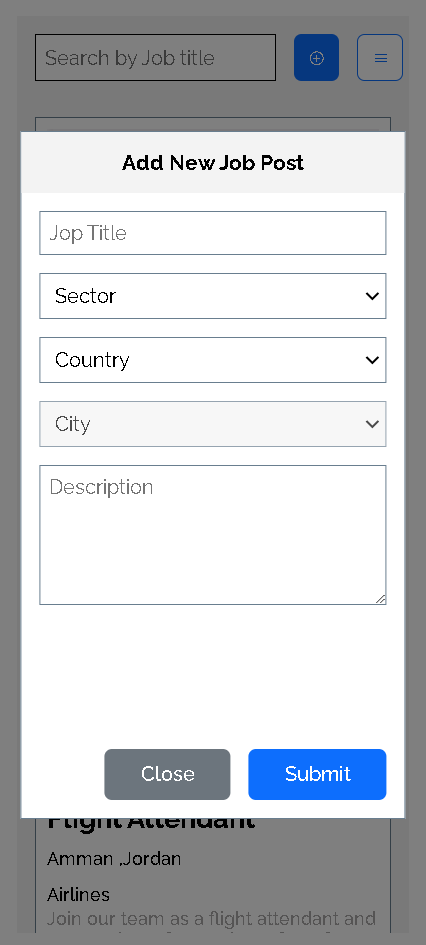 Search by Job title
Add New Job Post
Jop Title
Sector
Country
City
Description
Close
Submit
Flight Attendant
Amman ,Jordan
Airlines
Join our team as a flight attendant and